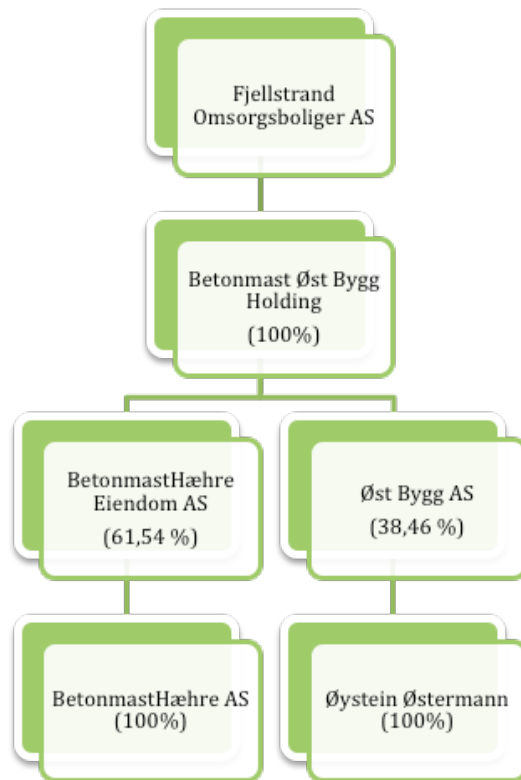 Fjellstrand
Omsorgsboliger AS
Betonmast Øst Bygg
Holding
(100%)
BetonmastHæhre
Eiendom AS
(61,54 %)
Øst Bygg AS
(38,46 %)
BetonmastHæhre AS
(100%)
Øystein Østermann
(100%)